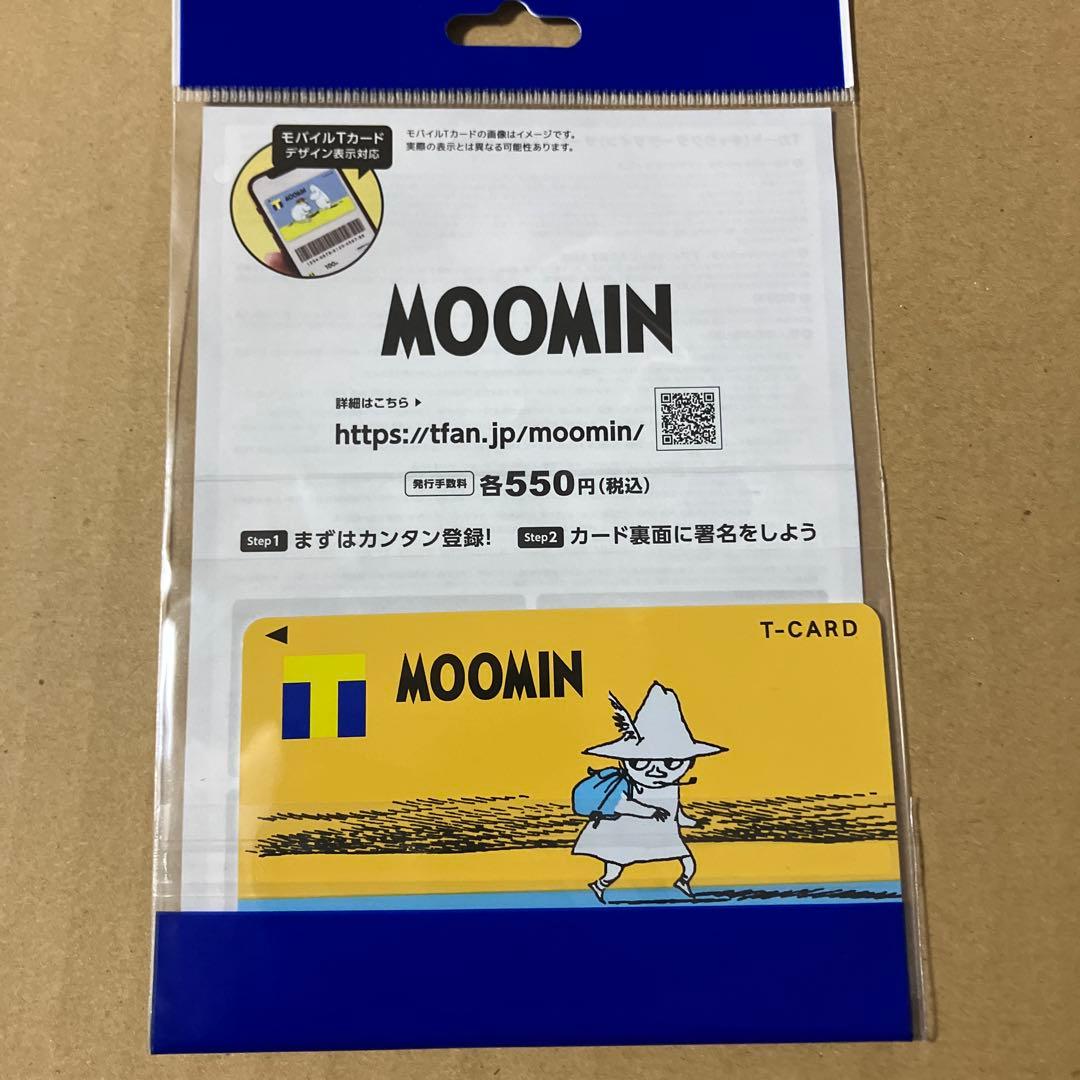 モバイルTカード
デザイン表示対応
モバイルTカードの画像はイメージです。
実際の表示とは異なる可能性あります。
T MOOMIN
MOOMIN
詳細はこちら ▶
https://tfan.jp/moomin/
発行手数料 各550円(税込)
Step1 まずはカンタン登録!
Step2 カード裏面に署名をしよう
T-CARD
T MOOMIN